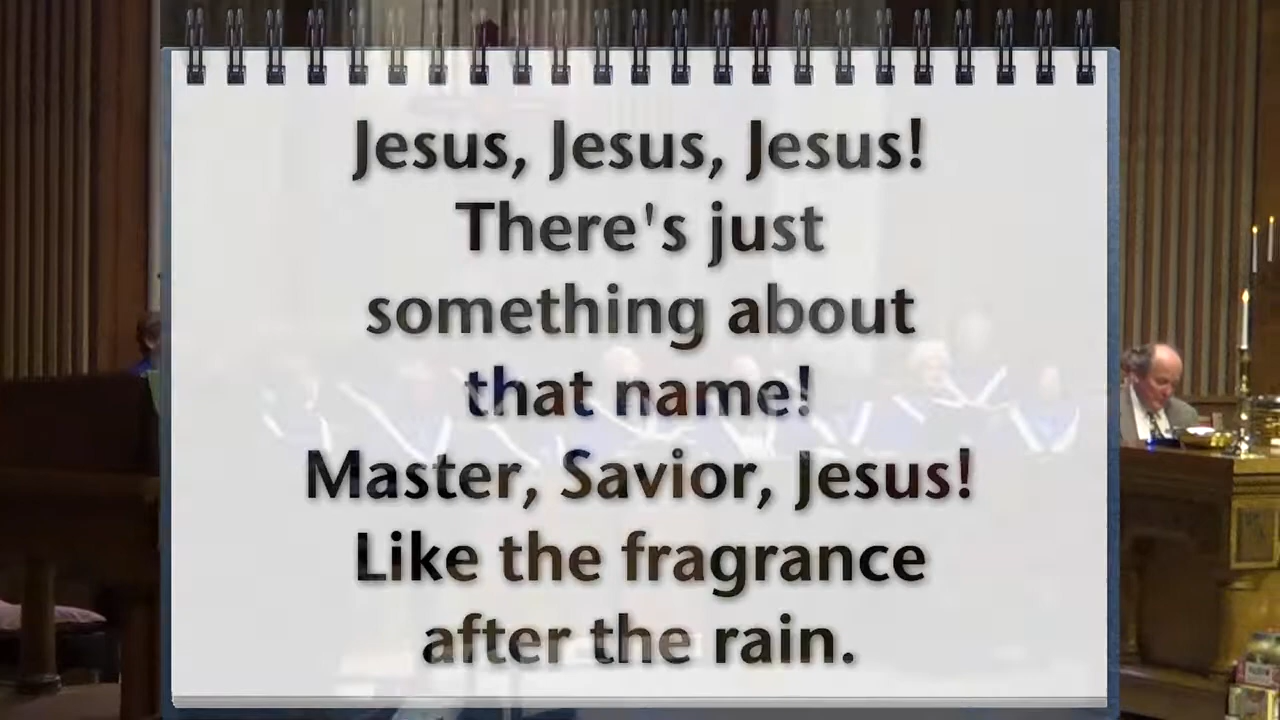 Jesus, Jesus, Jesus!
There's just
something about
that name!
Master, Savior, Jesus!
Like the fragrance
after the rain.